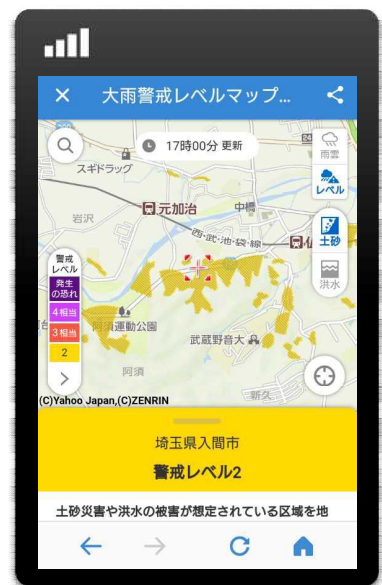 大雨警戒レベルマップ...
17時00分 更新
雨雲
スギドラッグ
レベル
元加治
中橋
岩沢
土砂
西・武・池・袋・線
警戒
レベル
洪水
発生
の恐れ
4相当
3相当
阿須運動公園
武蔵野音大
2
阿須
新久
(C)Yahoo Japan,(C)ZENRIN
埼玉県入間市
警戒レベル2
土砂災害や洪水の被害が想定されている区域を地